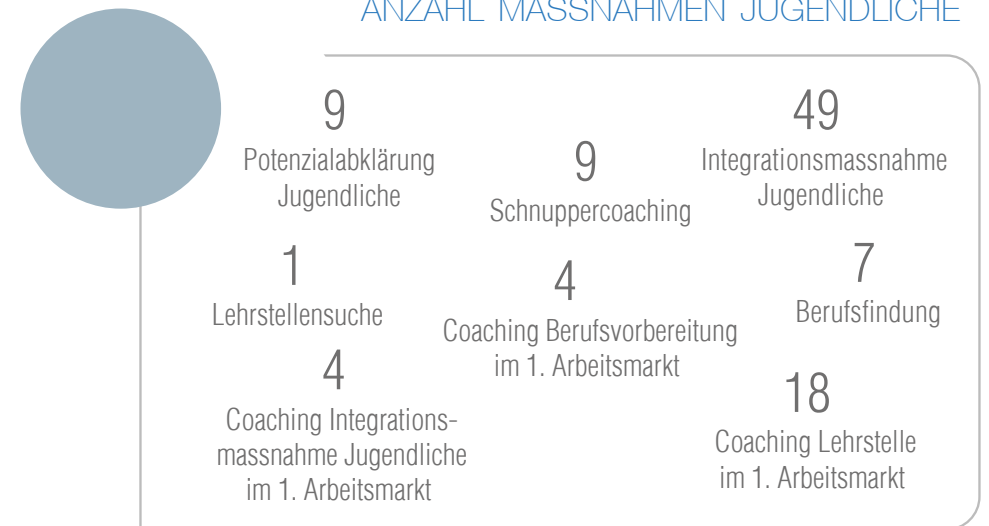 ANZAHL MASSNAHMEN JUGENDLICHE
9
Potenzialabklärung
Jugendliche
9
Schnuppercoaching
49
Integrationsmassnahme
Jugendliche
1
Lehrstellensuche
4
Coaching Berufsvorbereitung
im 1. Arbeitsmarkt
7
Berufsfindung
4
Coaching Integrations-
massnahme Jugendliche
im 1. Arbeitsmarkt
18
Coaching Lehrstelle
im 1. Arbeitsmarkt